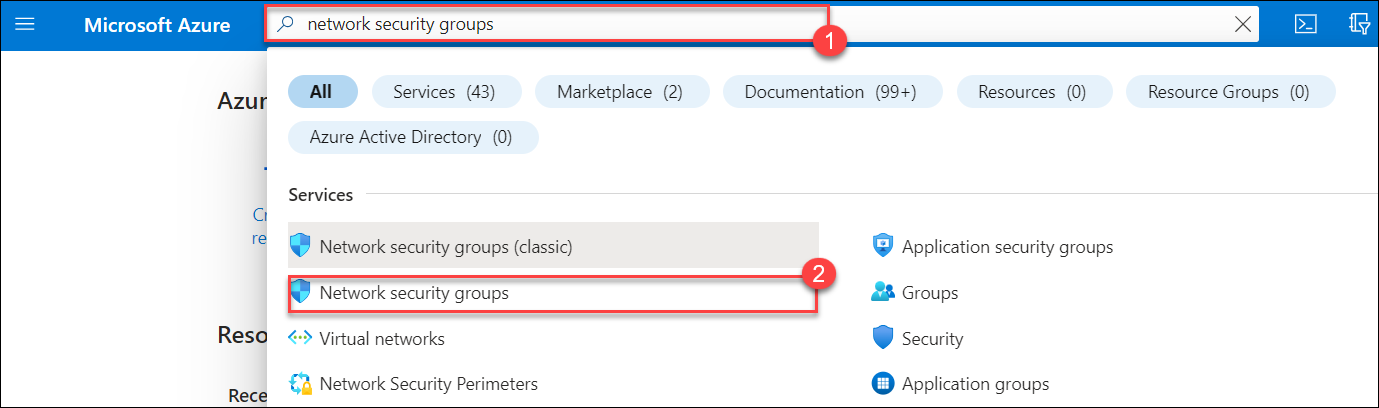 Microsoft Azure
network security groups
1
Azur
All
Services (43)
Marketplace (2)
Documentation (99+)
Resources (0)
Resource Groups (0)
Azure Active Directory (0)
Services
Cr
re
Network security groups (classic)
Application security groups
2
Network security groups
Groups
Reso
Virtual networks
Security
Network Security Perimeters
Application groups
Rece